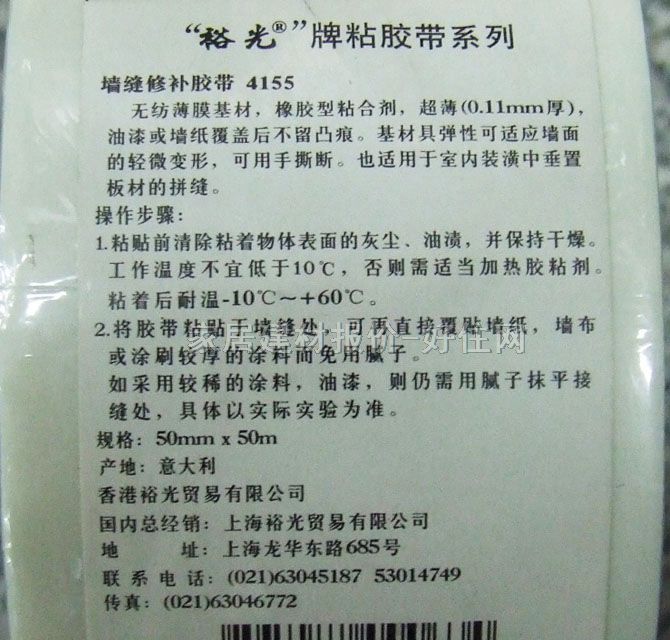 “裕光®”牌粘胶带系列
墙缝修补胶带 4155
无纺薄膜基材，橡胶型粘合剂，超薄(0.11mm厚)，
油漆或墙纸覆盖后不留凸痕。基材具弹性可适应墙面
的轻微变形，可用手撕断。也适用于室内装潢中垂置
板材的拼缝。
操作步骤：
1.粘贴前清除粘着物体表面的灰尘、油渍，并保持干燥。
工作温度不宜低于10℃，否则需适当加热胶粘剂。
粘着后耐温-10℃～+60℃。
2.将胶带粘贴于墙缝处，可再直接覆贴墙纸，墙布
或涂刷较厚的涂料而免用腻子。
家居建材报价-好住网
如采用较稀的涂料，油漆，则仍需用腻子抹平接
缝处，具体以实际实验为准。
规格：50mm x 50m
产地：意大利
香港裕光贸易有限公司
国内总经销：上海裕光贸易有限公司
地 址：上海龙华东路685号
联系电话：(021)63045187 53014749
传真：(021)63046772